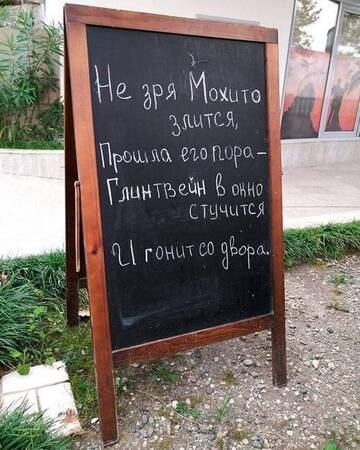 Не зря Мохито
злится,
Прошла его пора –
Глинтвейн в окно
стучится
И гонит со двора.